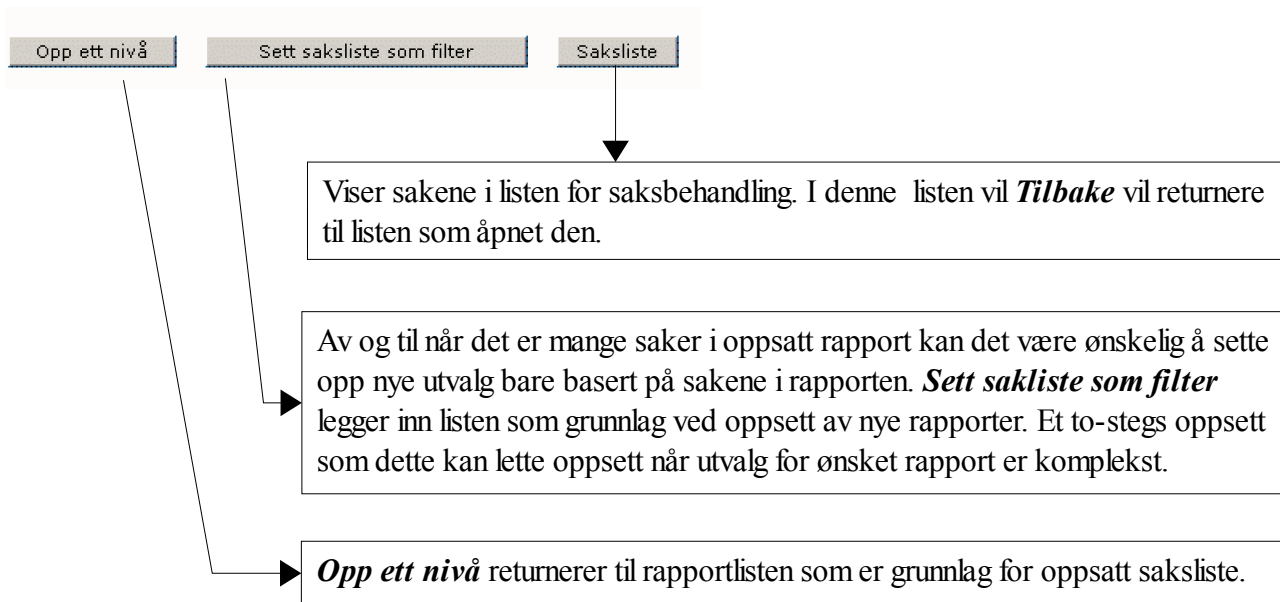 Opp ett nivå Sett saksliste som filter Saksliste
Viser sakene i listen for saksbehandling. I denne listen vil Tilbake vil returnere
til listen som åpnet den.
Av og til når det er mange saker i oppsatt rapport kan det være ønskelig å sette
opp nye utvalg bare basert på sakene i rapporten. Sett sakliste som filter
legger inn listen som grunnlag ved oppsett av nye rapporter. Et to-stegs oppsett
som dette kan lette oppsett når utvalg for ønsket rapport er komplekst.
Opp ett nivå returnerer til rapportlisten som er grunnlag for oppsatt saksliste.